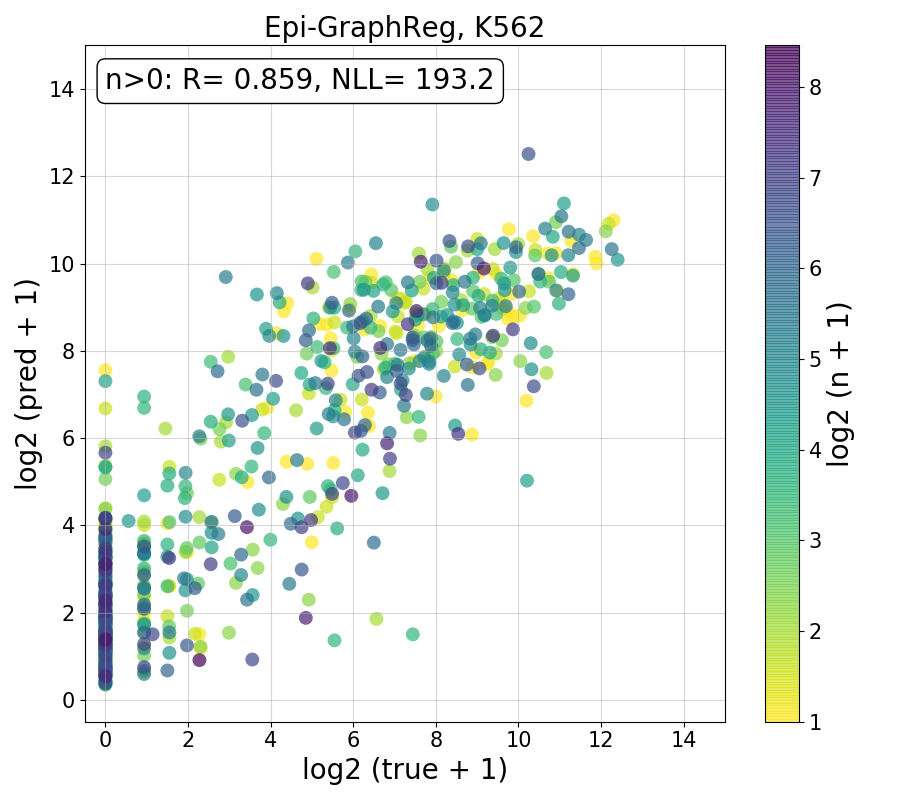 Epi-GraphReg, K562
n>0: R= 0.859, NLL= 193.2
log2 (pred + 1)
14
12
10
8
6
4
2
0
0 2 4 6 8 10 12 14
log2 (true + 1)
8
7
6
5
4
3
2
1
log2 (n + 1)